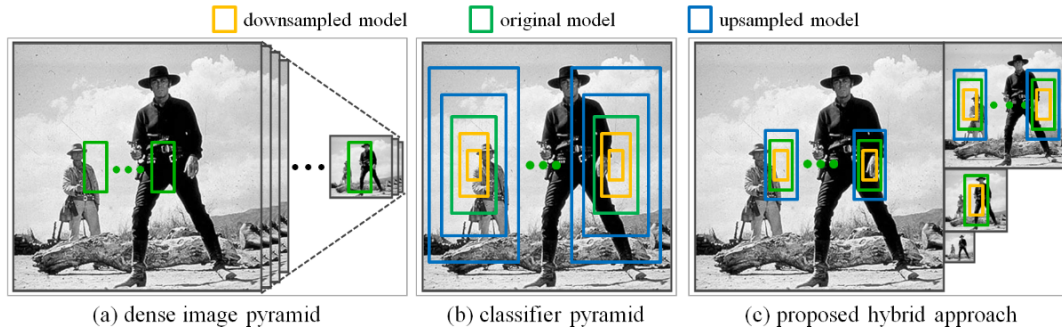 downsampled model original model upsampled model
(a) dense image pyramid (b) classifier pyramid (c) proposed hybrid approach